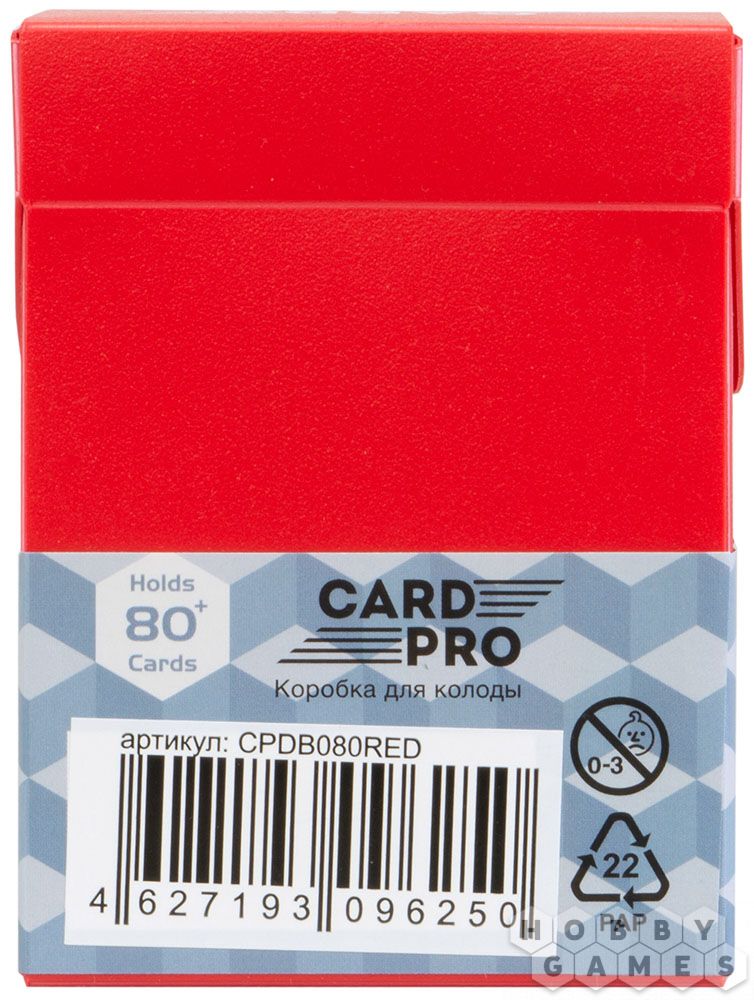 Holds
80+
Cards
CARD
PRO
Коробка для колоды
артикул: CPDB080RED
0-3
4 627193 096250
22
PAP
HOBBY
GAMES